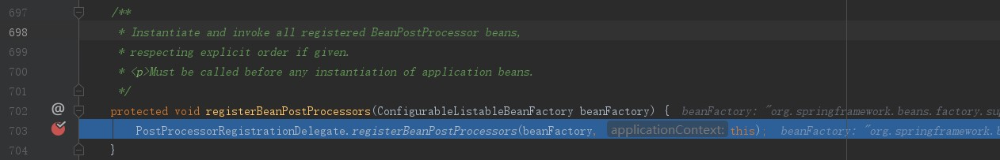 697 /**
698 * Instantiate and invoke all registered BeanPostProcessor beans,
699 * respecting explicit order if given.
700 * <p>Must be called before any instantiation of application beans.
701 */
702 @ protected void registerBeanPostProcessors(ConfigurableListableBeanFactory beanFactory) { beanFactory: "org.springframework.beans.factory.sup
703 PostProcessorRegistrationDelegate.registerBeanPostProcessors(beanFactory, applicationContext: this); beanFactory: "org.springframework.b
704 }